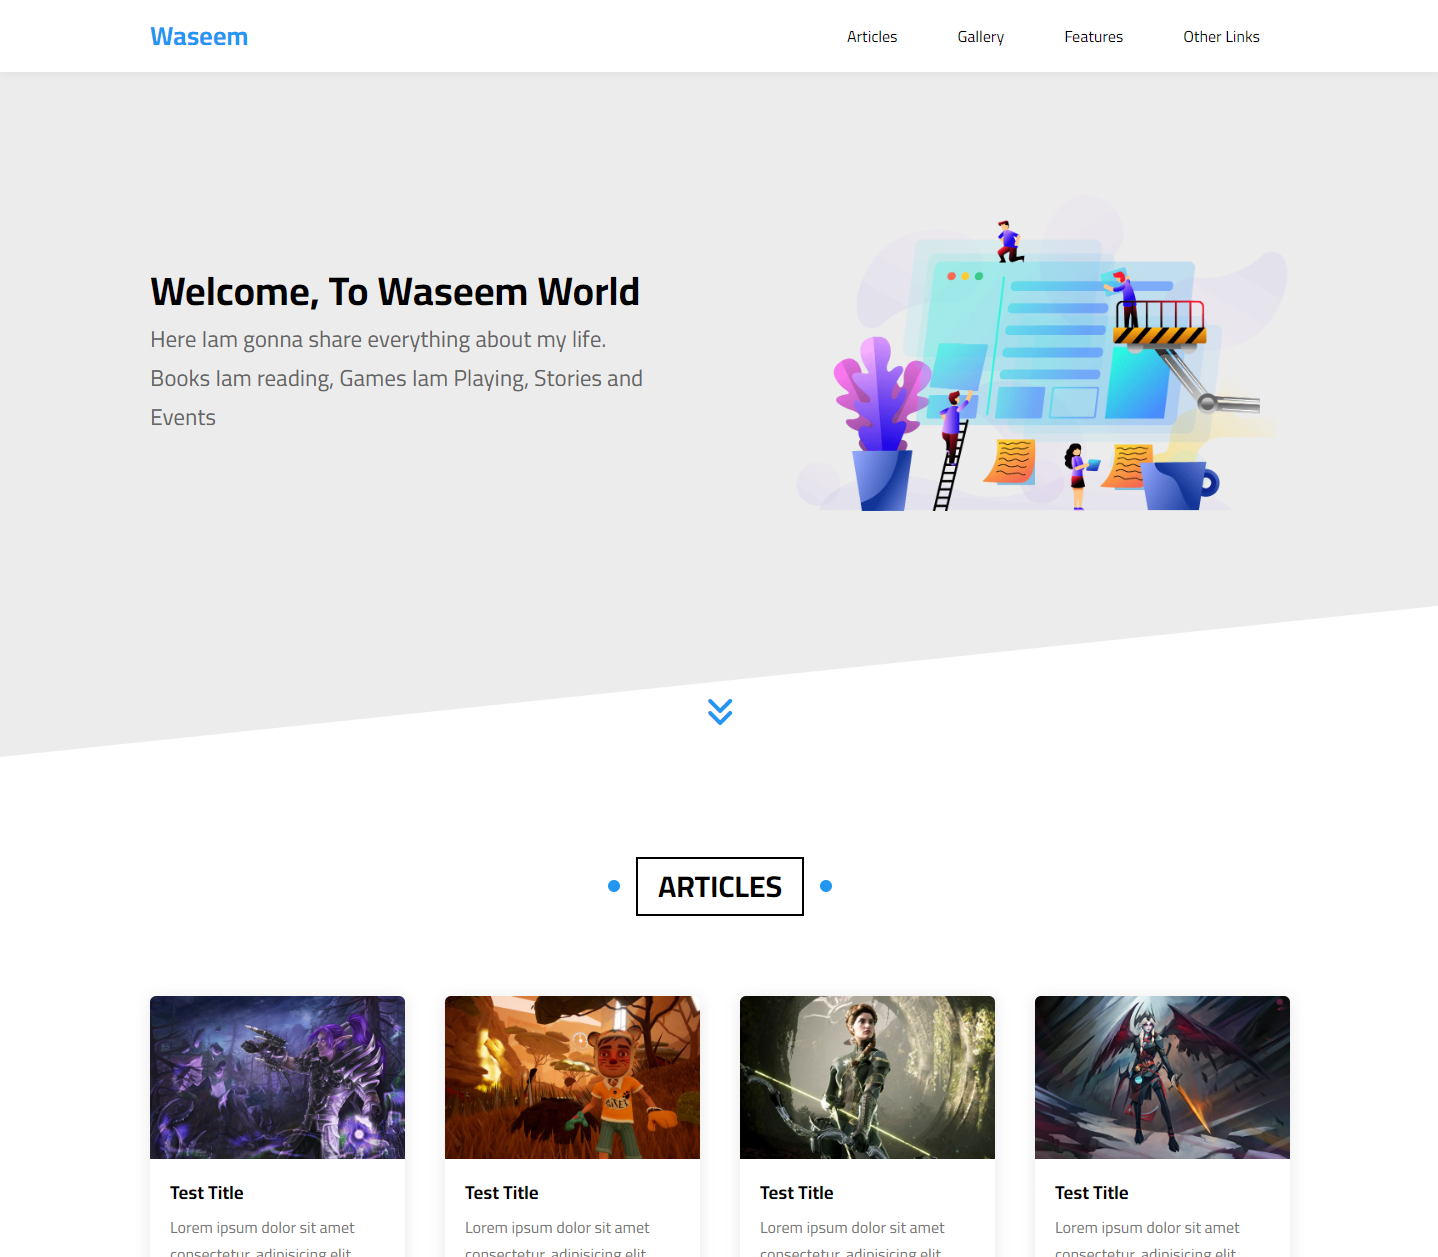 Waseem
Articles
Gallery
Features
Other Links
Welcome, To Waseem World
Here Iam gonna share everything about my life.
Books Iam reading, Games Iam Playing, Stories and
Events
ARTICLES
Test Title
Lorem ipsum dolor sit amet
consectetur, adipisicing elit.
Test Title
Lorem ipsum dolor sit amet
consectetur, adipisicing elit.
Test Title
Lorem ipsum dolor sit amet
consectetur, adipisicing elit.
Test Title
Lorem ipsum dolor sit amet
consectetur, adipisicing elit.